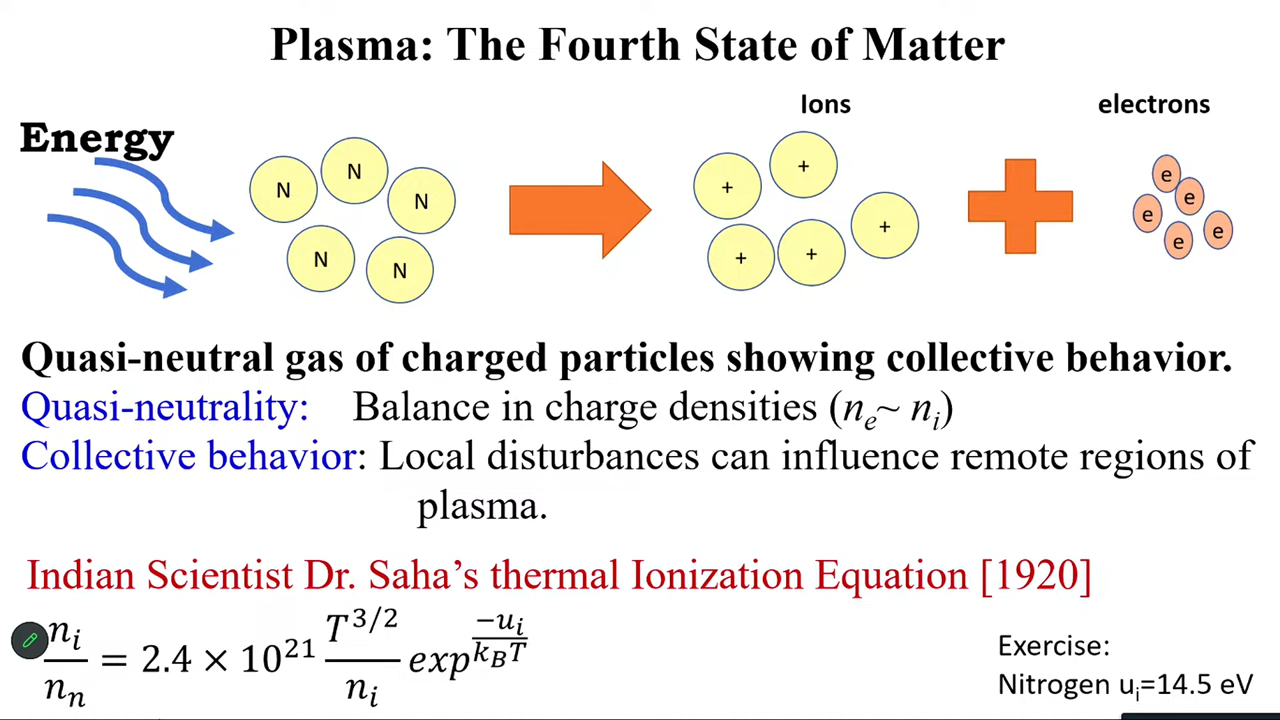 Plasma: The Fourth State of Matter
Ions
electrons
Energy
N
N
N
N
N
+
+
+
+
+
e
e
e
e
e
Quasi-neutral gas of charged particles showing collective behavior.
Quasi-neutrality: Balance in charge densities (nₑ~ nᵢ)
Collective behavior: Local disturbances can influence remote regions of
plasma.
Indian Scientist Dr. Saha's thermal Ionization Equation [1920]
nᵢ/nₙ = 2.4 × 10²¹ T^{3/2}/nᵢ exp^{−uᵢ/k_BT}
Exercise:
Nitrogen uᵢ=14.5 eV